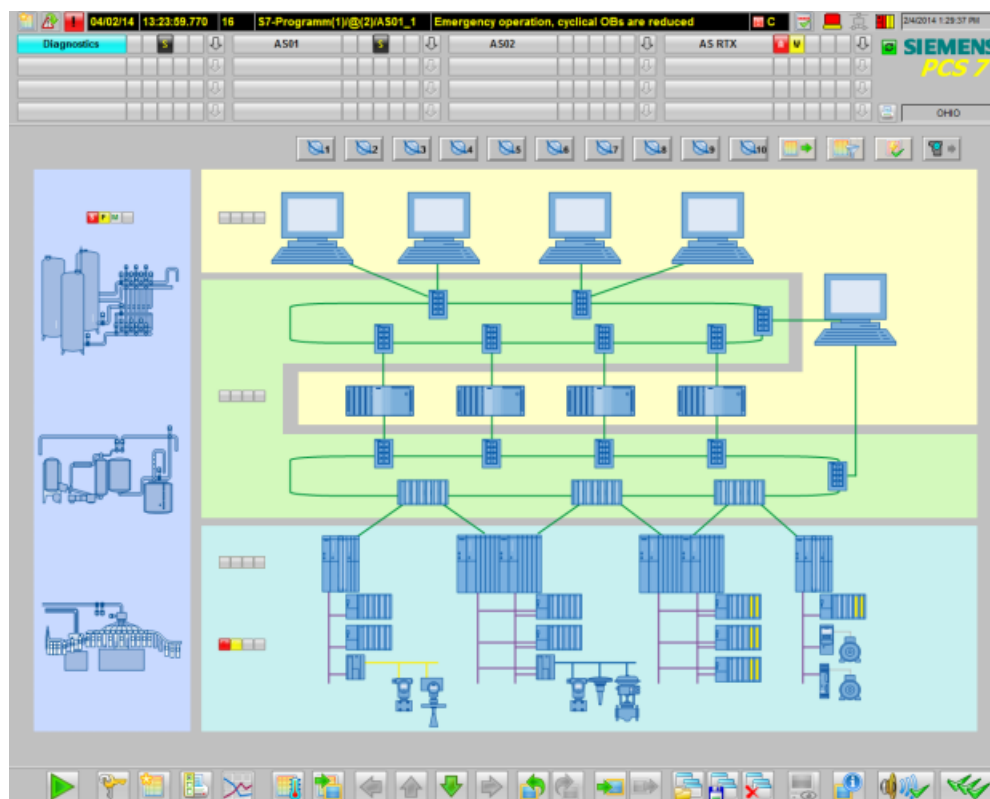 04/02/14 13:23:59.770 16 S7-Programm(1)/@(2)/AS01_1 Emergency operation, cyclical OBs are reduced C 2/4/2014 1:29:37 PM
Diagnostics S AS01 S AS02 AS RTX W SIEMENS
PCS 7
OHIO
1 2 3 4 5 6 7 8 9 10
F M